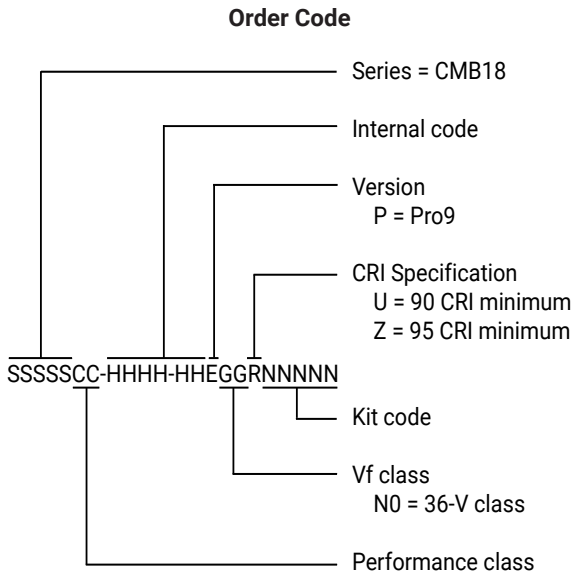 Order Code
Series = CMB18
Internal code
Version
P = Pro9
CRI Specification
U = 90 CRI minimum
Z = 95 CRI minimum
SSSSSCC-HHHH-HHEGGRNNNNN
Kit code
Vf class
N0 = 36-V class
Performance class